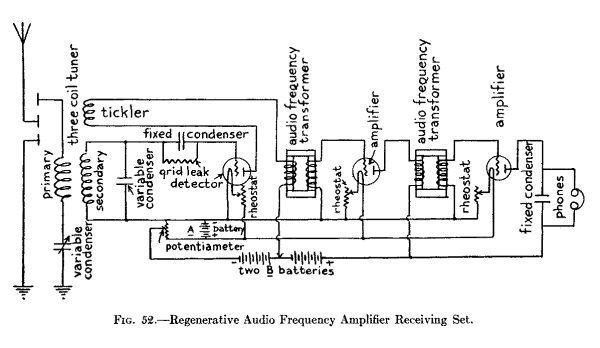 three coil tuner
tickler
primary
secondary
variable
condenser
variable
condenser
fixed condenser
grid leak
detector
rheostat
A battery
potentiameter
- two B batteries +
audio frequency
transformer
rheostat
amplifier
audio frequency
transformer
rheostat
amplifier
fixed condenser
phones
FIG. 52.—Regenerative Audio Frequency Amplifier Receiving Set.